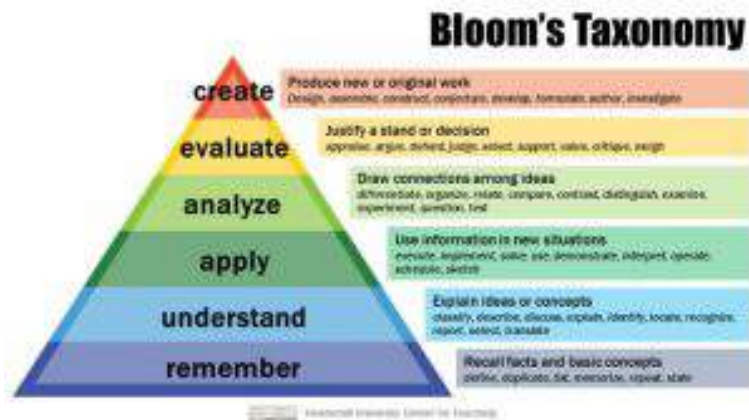 Bloom's Taxonomy
create
Produce new or original work
Design, assemble, construct, conjecture, develop, formulate, author, investigate
evaluate
Justify a stand or decision
appraise, argue, defend, judge, select, support, value, critique, weigh
analyze
Draw connections among ideas
differentiate, organize, relate, compare, contrast, distinguish, examine,
experiment, question, test
apply
Use information in new situations
execute, implement, solve, use, demonstrate, interpret, operate,
schedule, sketch
understand
Explain ideas or concepts
classify, describe, discuss, explain, identify, locate, recognize,
report, select, translate
remember
Recall facts and basic concepts
define, duplicate, list, memorize, repeat, state
Vanderbilt University Center for Teaching